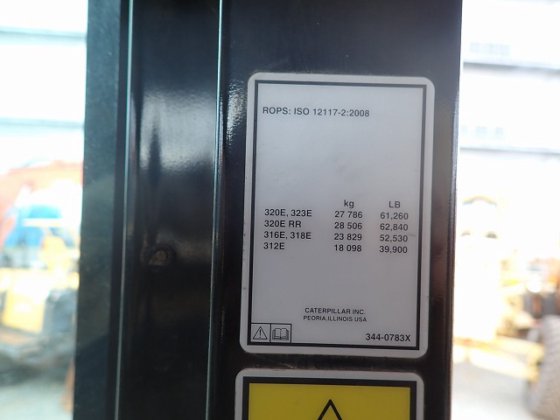 ROPS: ISO 12117-2:2008
kg LB
320E, 323E 27 786 61,260
320E RR 28 506 62,840
316E, 318E 23 829 52,530
312E 18 098 39,900
CATERPILLAR INC.
PEORIA, ILLINOIS USA
344-0783X